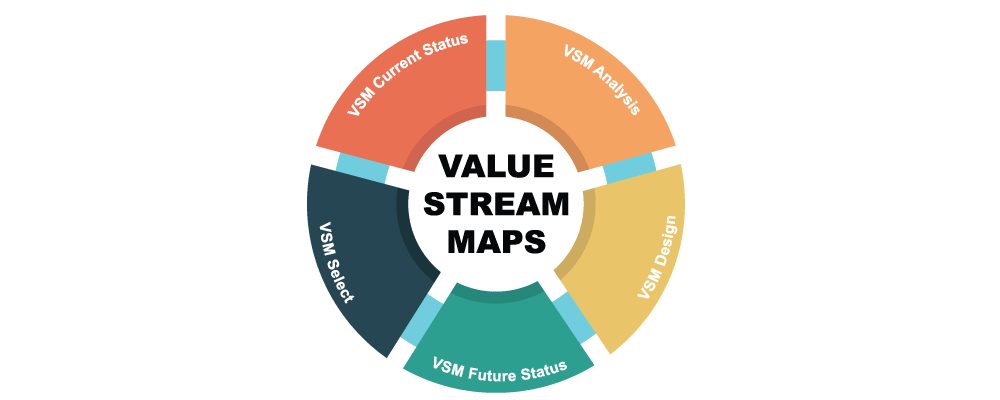 VALUE
STREAM
MAPS
VSM Current Status
VSM Analysis
VSM Design
VSM Future Status
VSM Select